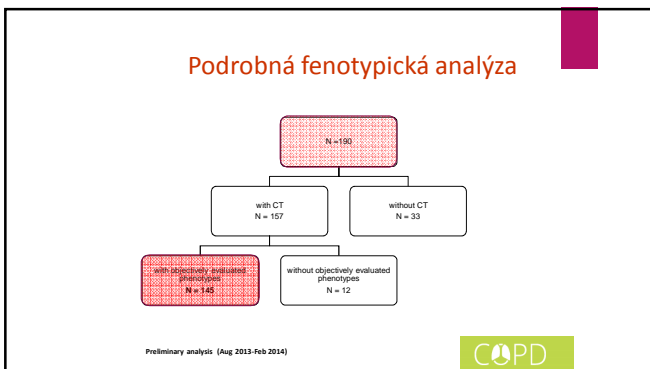 Podrobná fenotypická analýza
N =190
with CT
N = 157
without CT
N = 33
with objectively evaluated
phenotypes
N = 145
without objectively evaluated
phenotypes
N = 12
Preliminary analysis (Aug 2013-Feb 2014)
COPD